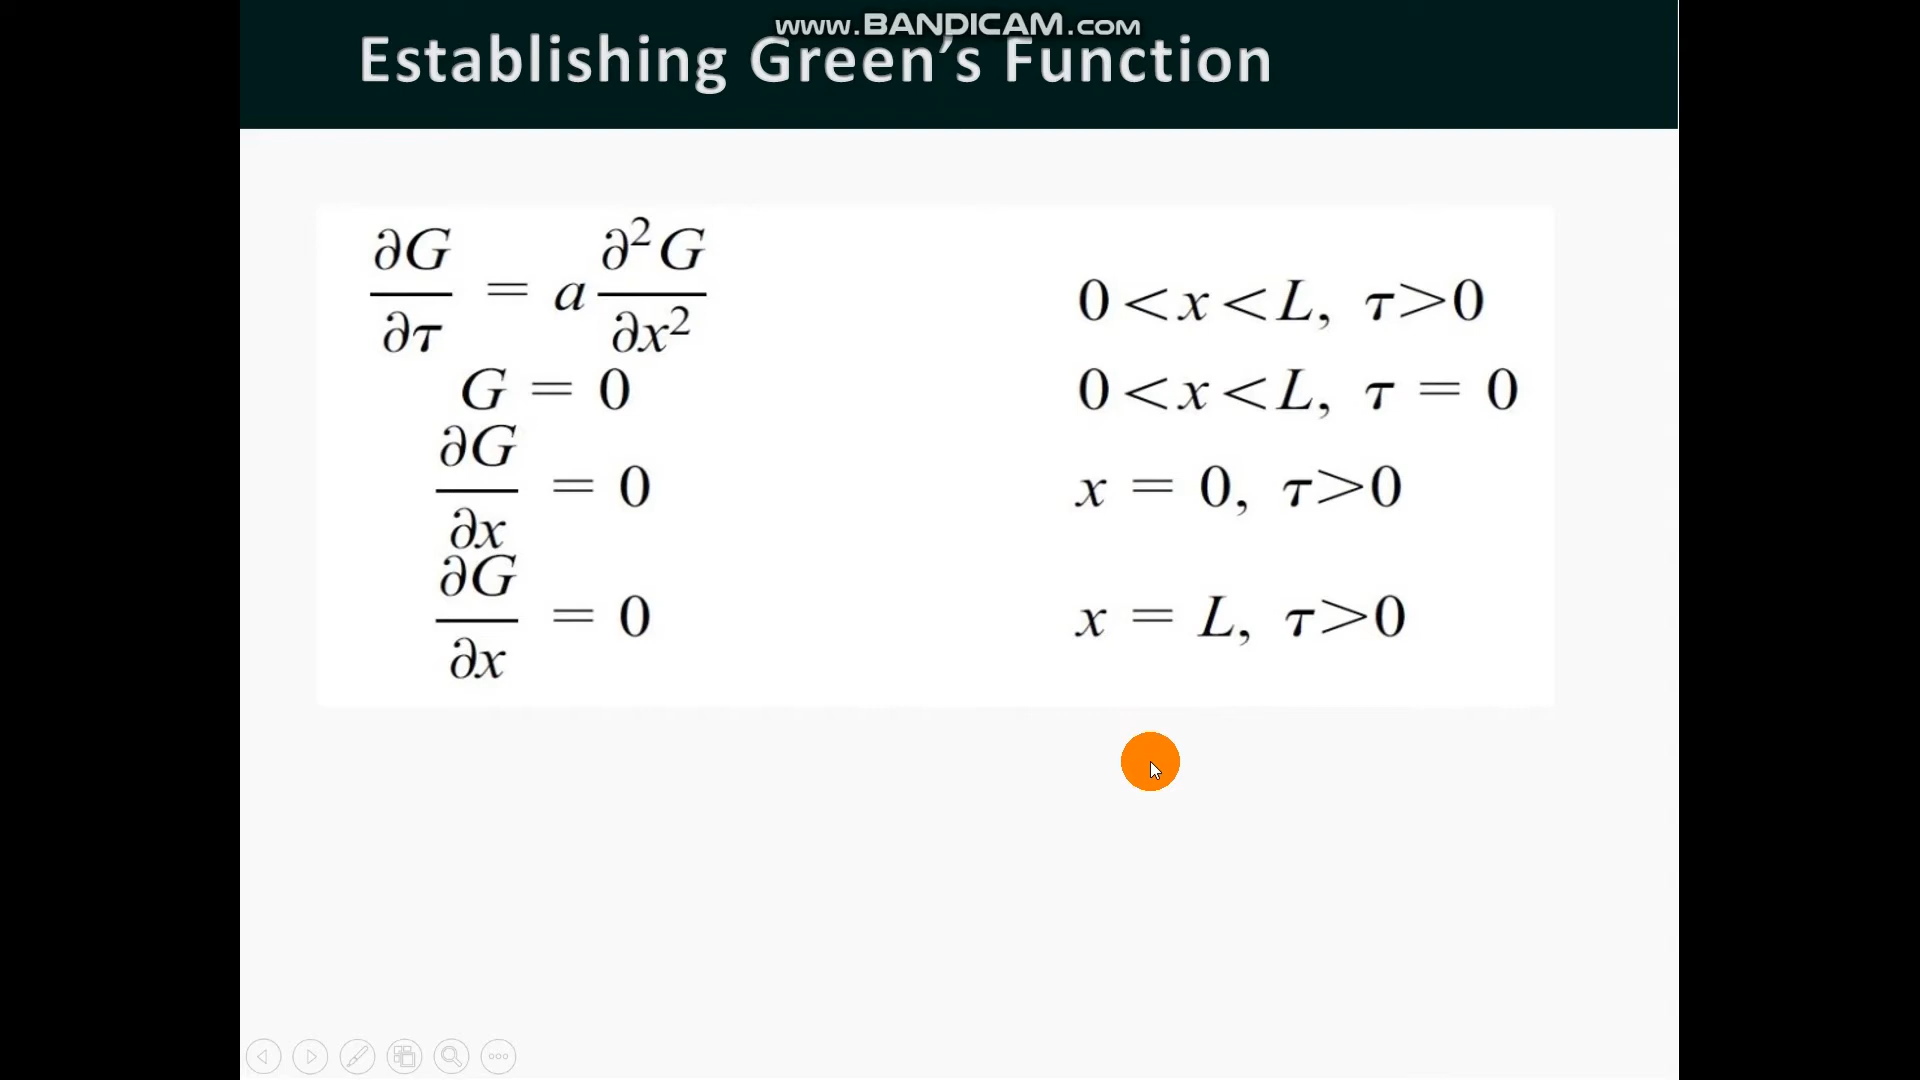 www.BANDICAM.com
Establishing Green's Function
∂G/∂τ = a ∂²G/∂x² 0<x<L, τ>0
G = 0 0<x<L, τ = 0
∂G/∂x = 0 x = 0, τ>0
∂G/∂x = 0 x = L, τ>0